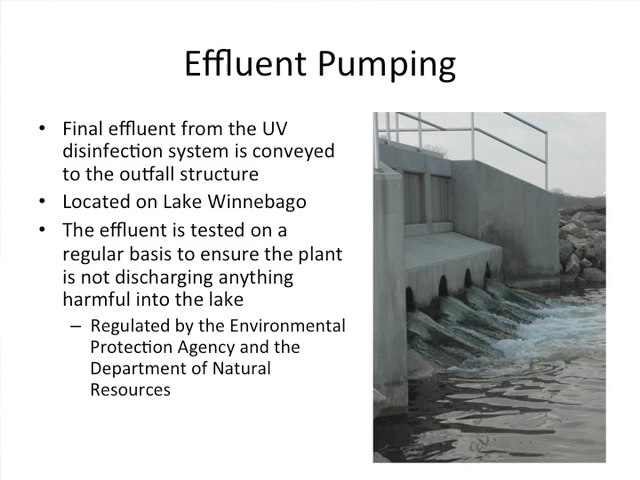 Effluent Pumping
• Final effluent from the UV
disinfection system is conveyed
to the outfall structure
• Located on Lake Winnebago
• The effluent is tested on a
regular basis to ensure the plant
is not discharging anything
harmful into the lake
– Regulated by the Environmental
Protection Agency and the
Department of Natural
Resources